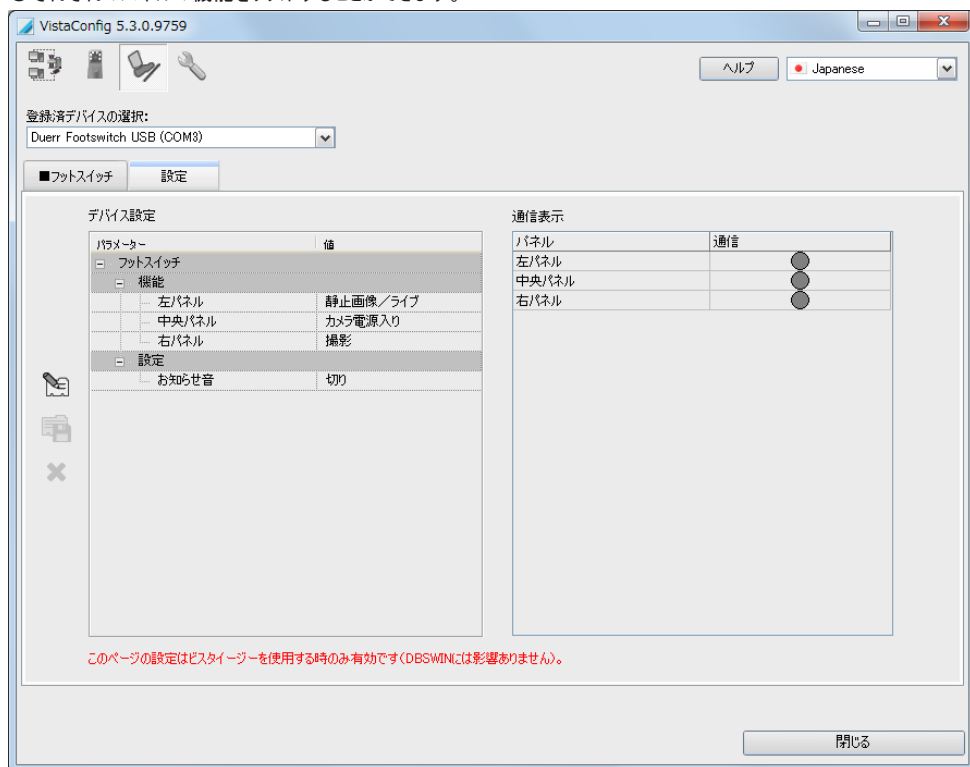 VistaConfig 5.3.0.9759
ヘルプ
Japanese
登録済デバイスの選択:
Duerr Footswitch USB (COM3)
■フットスイッチ 設定
デバイス設定
パラメーター 値
フットスイッチ
機能
左パネル 静止画像／ライブ
中央パネル カメラ電源入り
右パネル 撮影
設定
お知らせ音 切り
通信表示
パネル 通信
左パネル
中央パネル
右パネル
このページの設定はビスタイージーを使用する時のみ有効です(DBSWINには影響ありません)。
閉じる